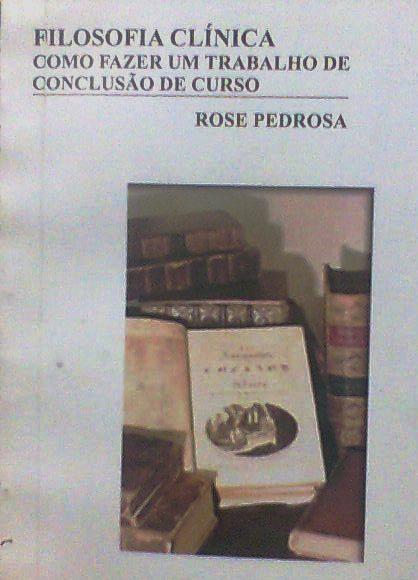 FILOSOFIA CLÍNICA
COMO FAZER UM TRABALHO DE
CONCLUSÃO DE CURSO
ROSE PEDROSA